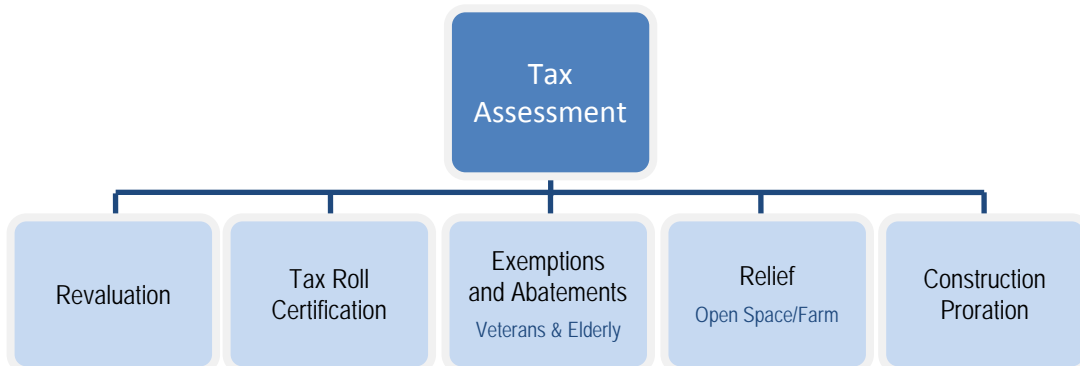 Tax
Assessment
Revaluation
Tax Roll
Certification
Exemptions
and Abatements
Veterans & Elderly
Relief
Open Space/Farm
Construction
Proration